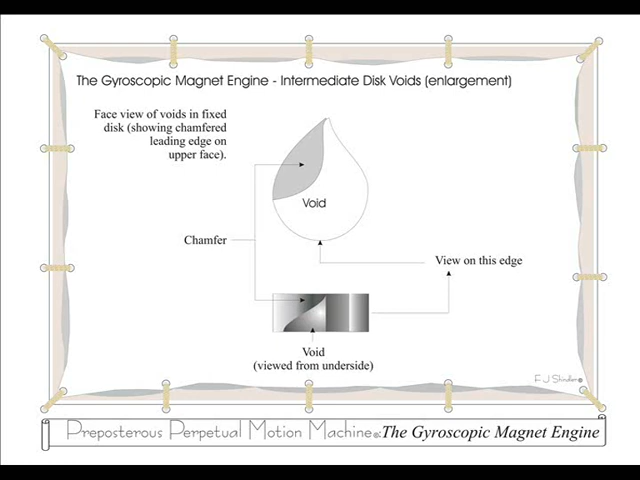 The Gyroscopic Magnet Engine - Intermediate Disk Voids (enlargement)
Face view of voids in fixed
disk (showing chamfered
leading edge on
upper face).
Void
Chamfer
View on this edge
Void
(viewed from underside)
F J Shindler©
Preposterous Perpetual Motion Machine©:The Gyroscopic Magnet Engine